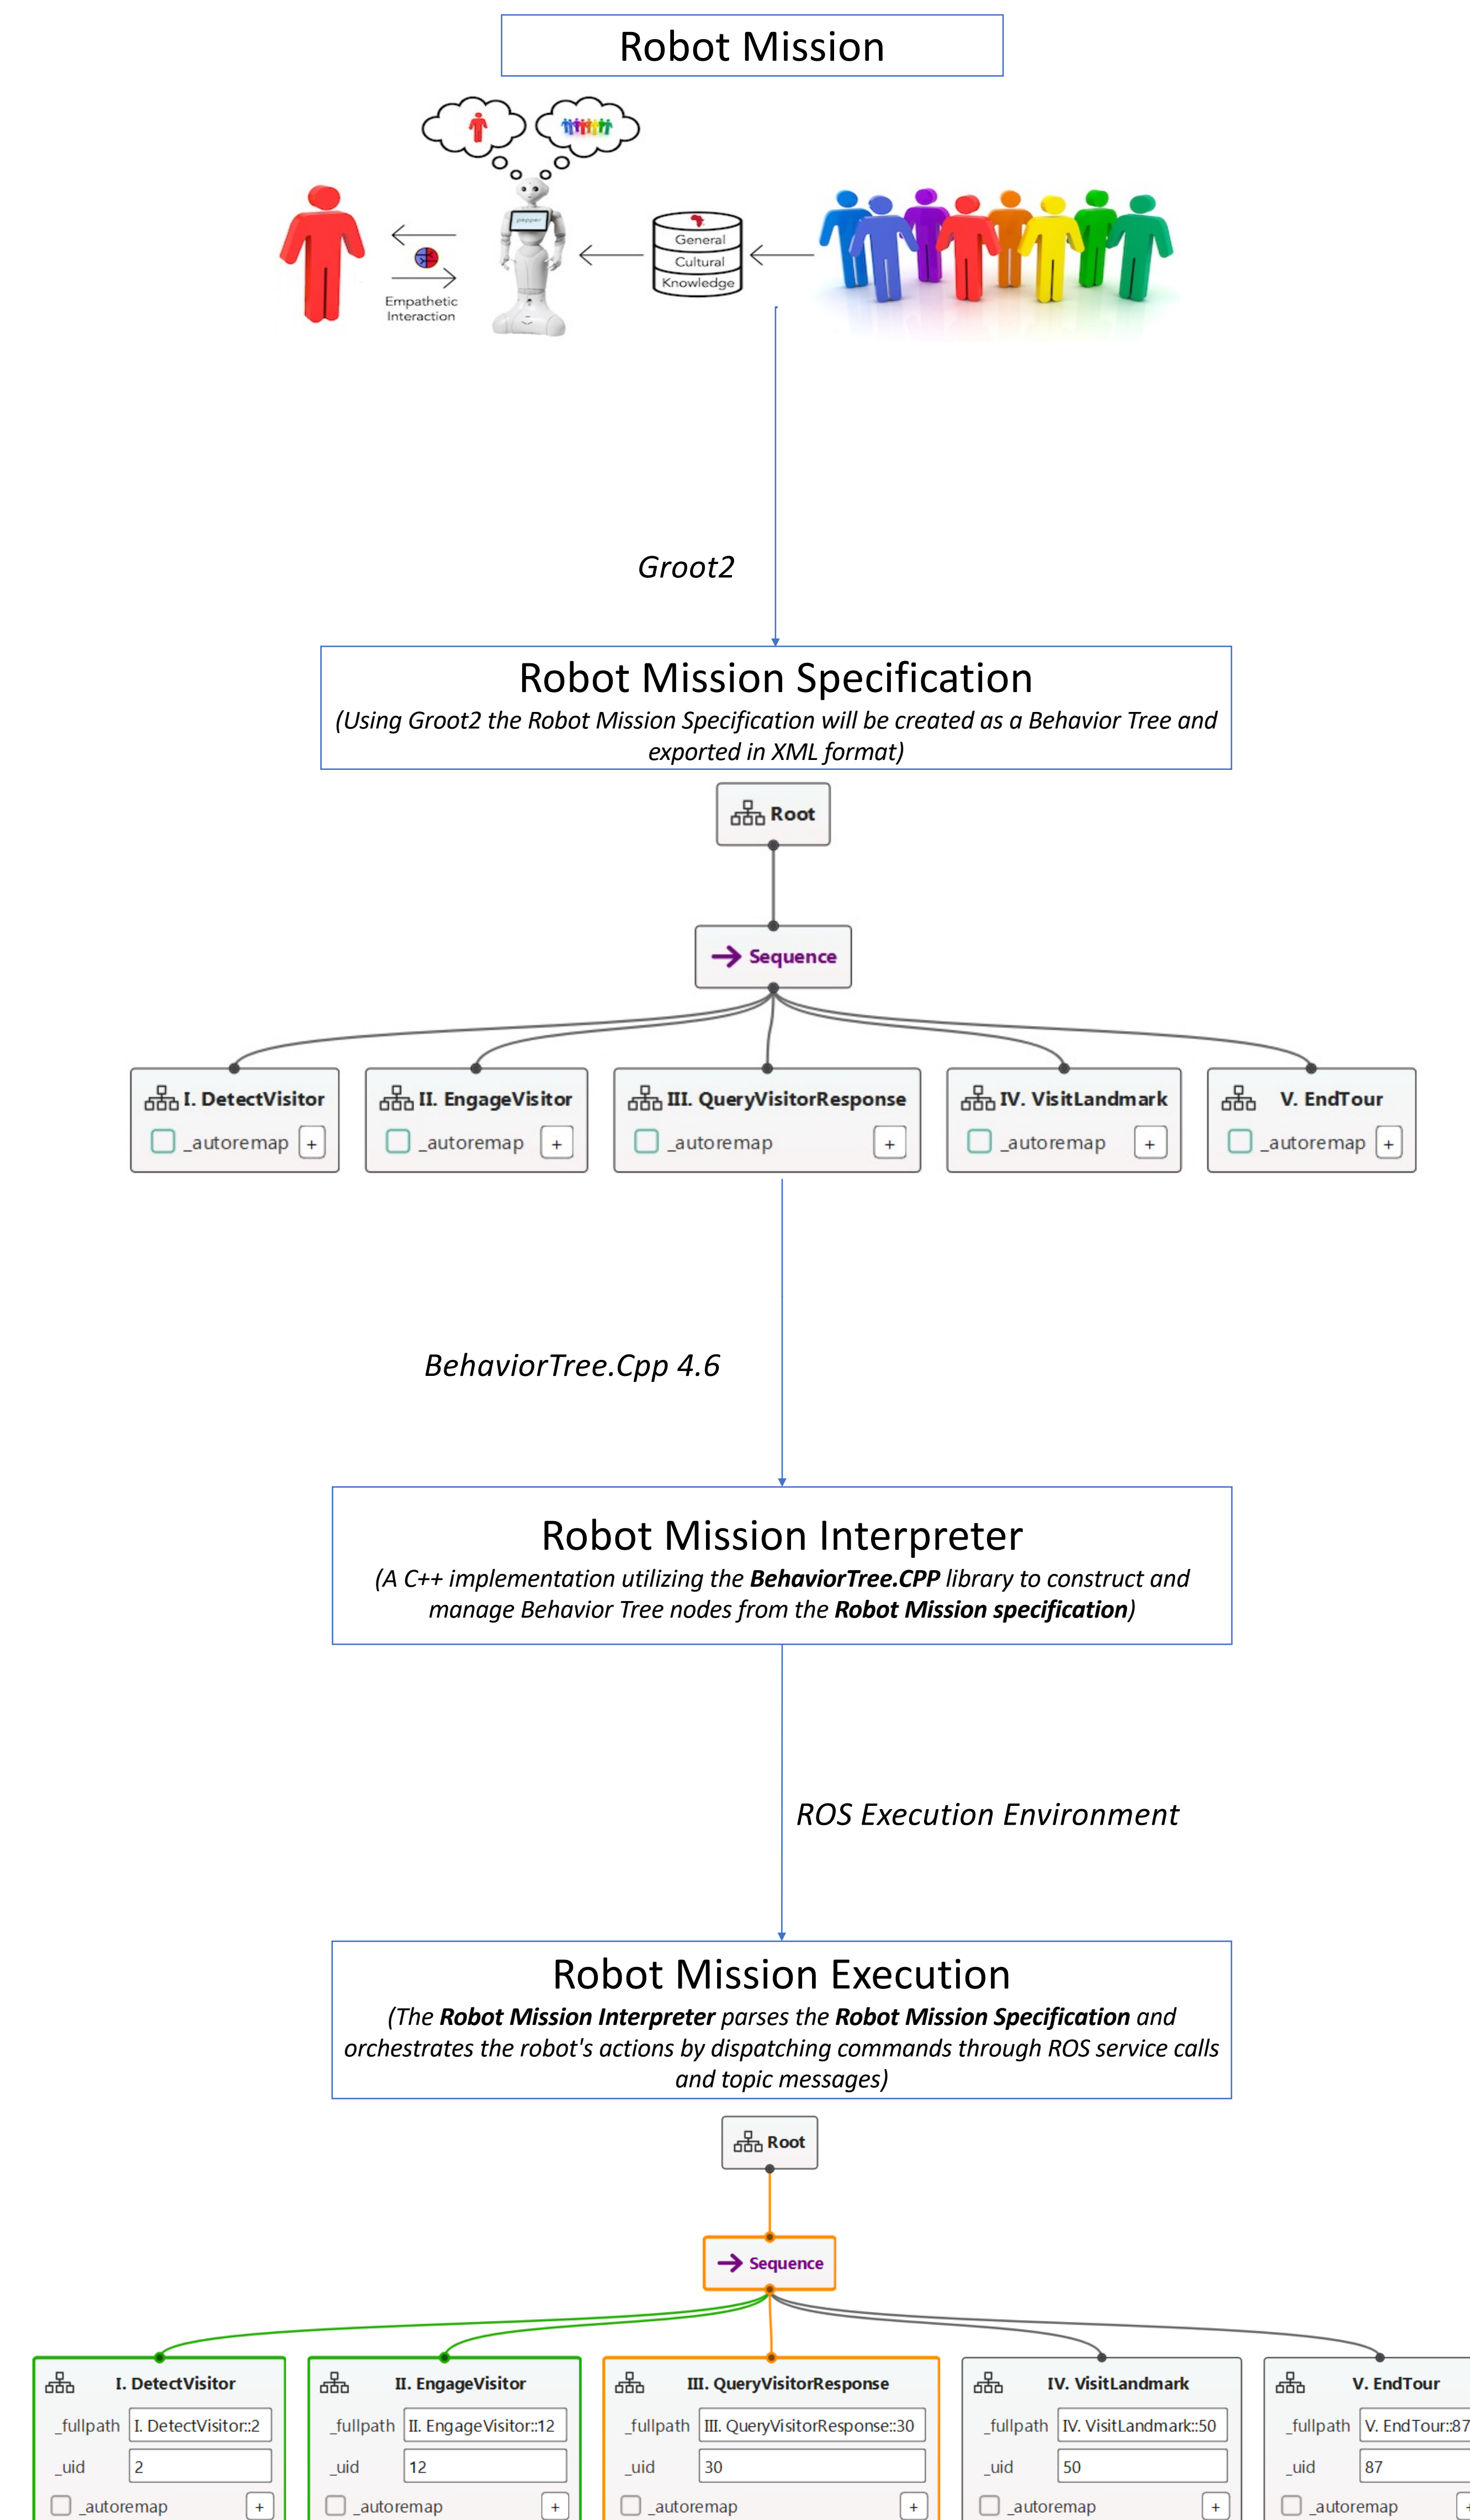 Robot Mission
pepper
General
Cultural
Knowledge
Empathetic
Interaction
Groot2
Robot Mission Specification
(Using Groot2 the Robot Mission Specification will be created as a Behavior Tree and
exported in XML format)
Root
Sequence
I. DetectVisitor
_autoremap +
II. EngageVisitor
_autoremap +
III. QueryVisitorResponse
_autoremap +
IV. VisitLandmark
_autoremap +
V. EndTour
_autoremap +
BehaviorTree.Cpp 4.6
Robot Mission Interpreter
(A C++ implementation utilizing the BehaviorTree.CPP library to construct and
manage Behavior Tree nodes from the Robot Mission specification)
ROS Execution Environment
Robot Mission Execution
(The Robot Mission Interpreter parses the Robot Mission Specification and
orchestrates the robot's actions by dispatching commands through ROS service calls
and topic messages)
Root
Sequence
I. DetectVisitor
_fullpath I. DetectVisitor::2
_uid 2
_autoremap +
II. EngageVisitor
_fullpath II. EngageVisitor::12
_uid 12
_autoremap +
III. QueryVisitorResponse
_fullpath III. QueryVisitorResponse::30
_uid 30
_autoremap +
IV. VisitLandmark
_fullpath IV. VisitLandmark::50
_uid 50
_autoremap +
V. EndTour
_fullpath V. EndTour::87
_uid 87
_autoremap +